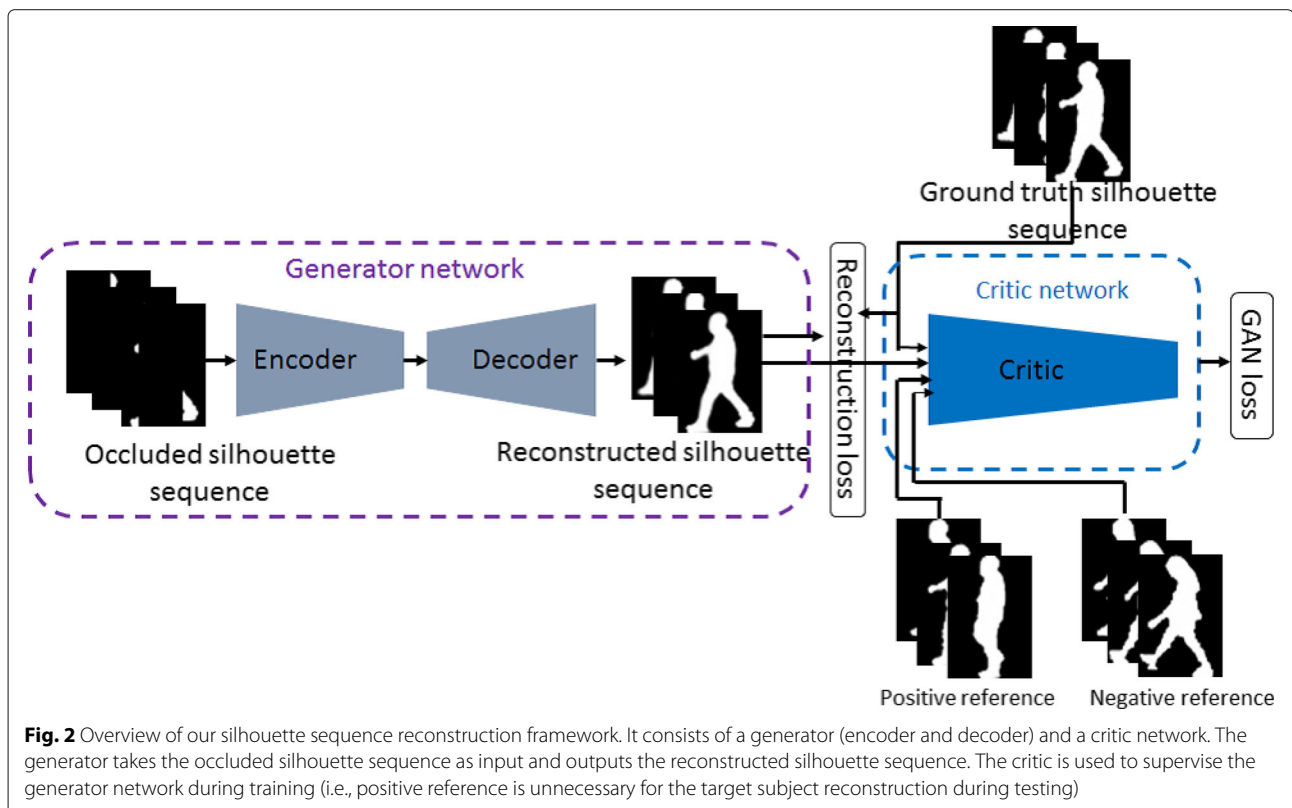 Ground truth silhouette
sequence
Generator network
Reconstruction loss
Critic network
GAN loss
Encoder
Decoder
Critic
Occluded silhouette
sequence
Reconstructed silhouette
sequence
Positive reference
Negative reference
Fig. 2 Overview of our silhouette sequence reconstruction framework. It consists of a generator (encoder and decoder) and a critic network. The
generator takes the occluded silhouette sequence as input and outputs the reconstructed silhouette sequence. The critic is used to supervise the
generator network during training (i.e., positive reference is unnecessary for the target subject reconstruction during testing)